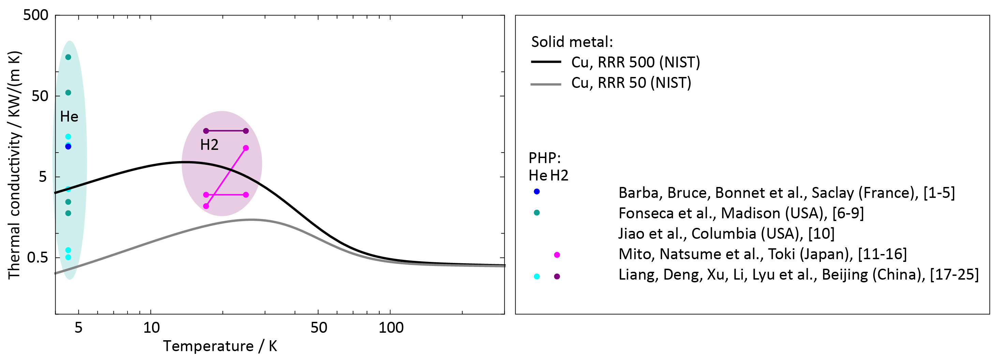 500
50
5
0.5
Thermal conductivity / KW/(m K)
He
H2
5
10
50
100
Temperature / K
Solid metal:
Cu, RRR 500 (NIST)
Cu, RRR 50 (NIST)
PHP:
He H2
Barba, Bruce, Bonnet et al., Saclay (France), [1-5]
Fonseca et al., Madison (USA), [6-9]
Jiao et al., Columbia (USA), [10]
Mito, Natsume et al., Toki (Japan), [11-16]
Liang, Deng, Xu, Li, Lyu et al., Beijing (China), [17-25]